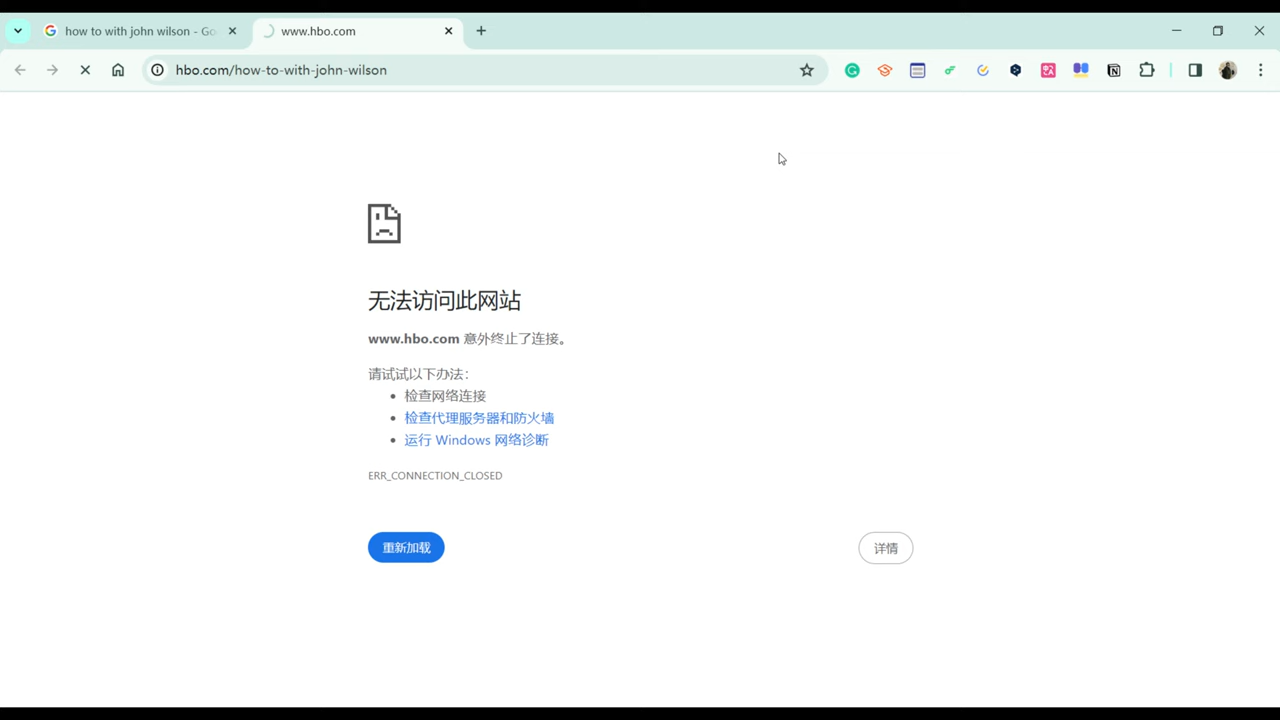 how to with john wilson - Go
www.hbo.com
hbo.com/how-to-with-john-wilson
无法访问此网站
www.hbo.com 意外终止了连接。
请试试以下办法：
检查网络连接
检查代理服务器和防火墙
运行 Windows 网络诊断
ERR_CONNECTION_CLOSED
重新加载
详情